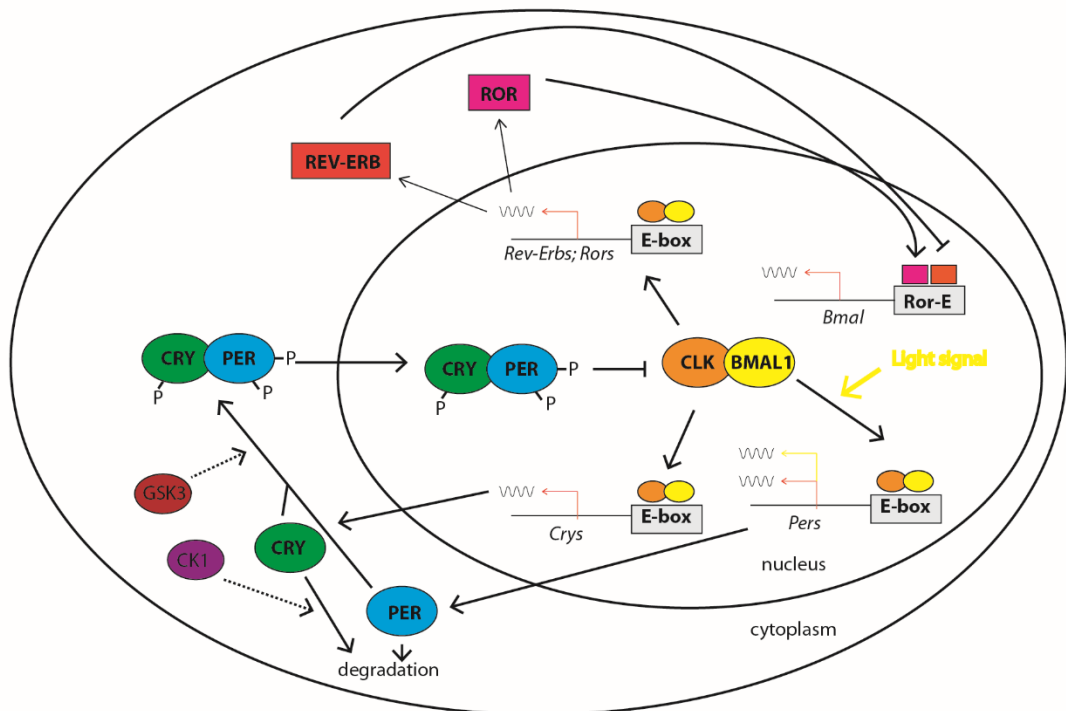 ROR
REV-ERB
E-box
Rev-Erbs; Rors
Ror-E
Bmal
CRY PER P
P P
CRY PER P
P P
CLK BMAL1
Light signal
GSK3
E-box
Crys
E-box
Pers
CRY
CK1
nucleus
PER
cytoplasm
degradation